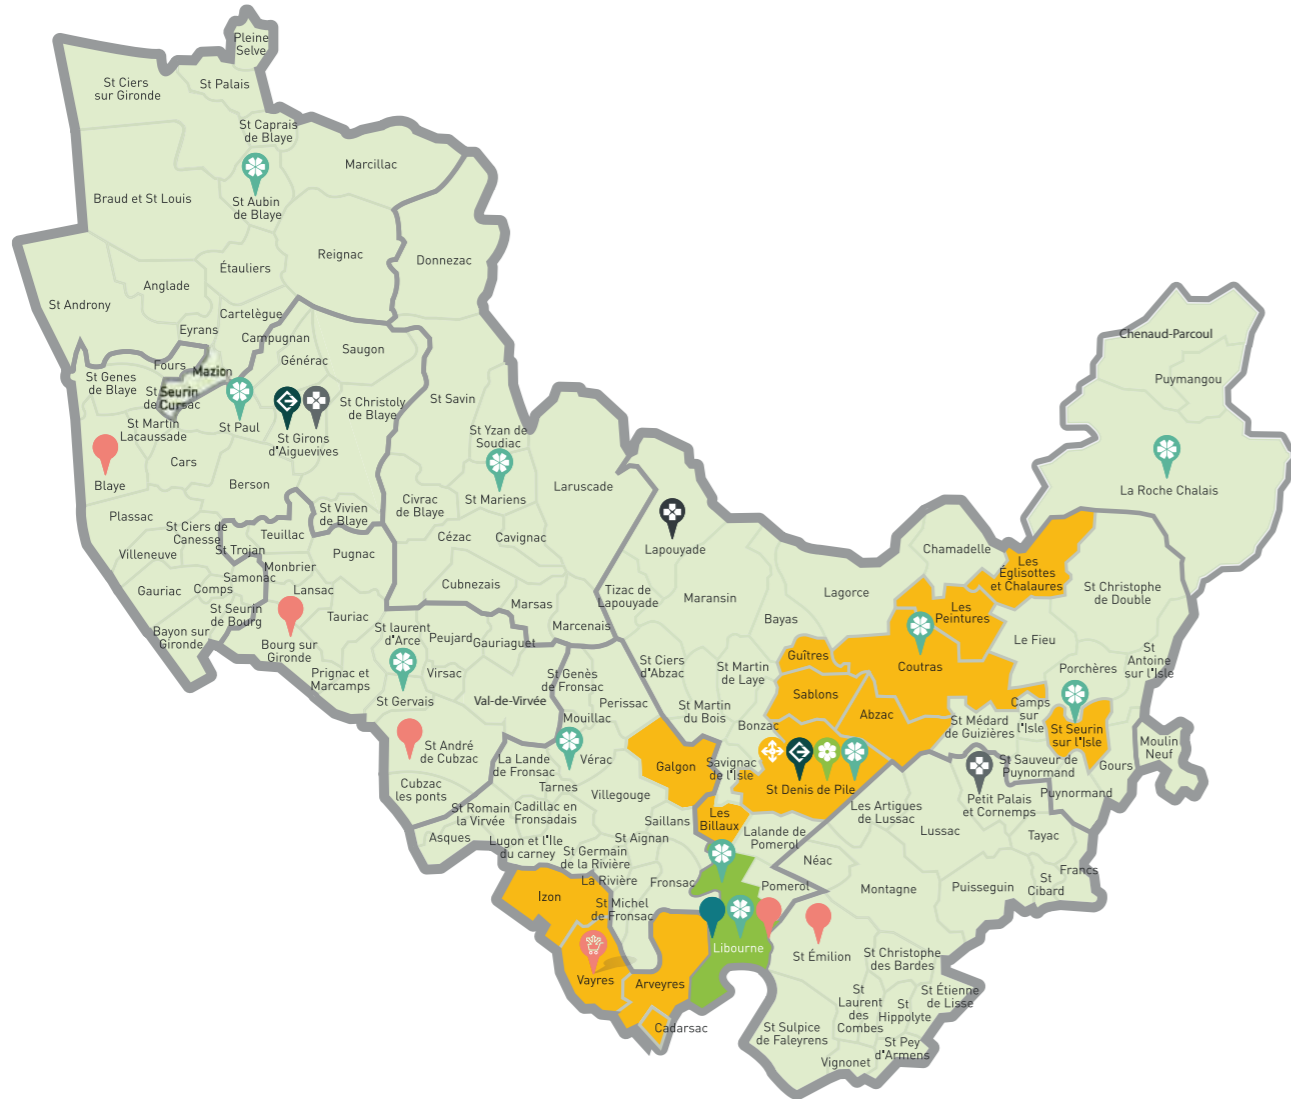 Pleine
Selve
St Ciers
sur Gironde
St Palais
St Caprais
de Blaye
Marcillac
Braud et St Louis
St Aubin
de Blaye
Reignac
Donnezac
Étauliers
Anglade
St Androny
Cartelègue
Eyrans
Campugnan
Saugon
Générac
Fours
Mazion
St Genes
de Blaye
St Seurin
de Cursac
St Christoly
de Blaye
St Savin
St Martin
Lacaussade
St Paul
St Girons
d'Aiguevives
St Yzan de
Soudiac
Cars
Blaye
Berson
St Mariens
Laruscade
Civrac
de Blaye
Plassac
St Vivien
de Blaye
St Ciers de
Canesse
Teuillac
Cézac
Cavignac
Villeneuve
St Trojan
Pugnac
Monbrier
Samonac
Cubnezais
Gauriac
Comps
Lansac
St Seurin
de Bourg
Tauriac
Marsas
Marcenais
Bayon sur
Gironde
Bourg sur
Gironde
St laurent
d'Arce
Peujard
Gauriaguet
Prignac et
Marcamps
Virsac
St Gervais
Val-de-Virvée
St Genès
de Fronsac
Perissac
Mouillac
St André
de Cubzac
La Lande
de Fronsac
Vérac
Tarnes
Cubzac
les ponts
Villegouge
St Romain
la Virvée
Cadillac en
Fronsadais
Saillans
Asques
Lugon et l'Ile
du carney
St Aignan
St Germain
de la Rivière
La Rivière
Fronsac
St Michel
de Fronsac
Izon
Vayres
Arveyres
Cadarsac
Libourne
Pomerol
Lapouyade
Tizac de
Lapouyade
Maransin
Lagorce
Bayas
Chamadelle
Les
Églisottes
et Chalaures
Les
Peintures
Coutras
Guîtres
St Ciers
d'Abzac
St Martin
de Laye
Sablons
St Martin
du Bois
Bonzac
Abzac
Galgon
Savignac
de l'Isle
St Denis de Pile
Les
Billaux
Lalande de
Pomerol
Chenaud-Parcoul
Puymangou
La Roche Chalais
St Christophe
de Double
Le Fieu
Porchères
St
Antoine
sur l'Isle
Camps
sur
l'Isle
St Médard
de Guizières
St Seurin
sur l'Isle
Moulin
Neuf
Gours
St Sauveur de
Puynormand
Puynormand
Petit Palais
et Cornemps
Les Artigues
de Lussac
Lussac
Tayac
Néac
Francs
St
Cibard
Montagne
Puisseguin
St Émilion
St Christophe
des Bardes
St Étienne
de Lisse
St
Laurent
des
Combes
St
Hippolyte
St Sulpice
de Faleyrens
St Pey
d'Armens
Vignonet